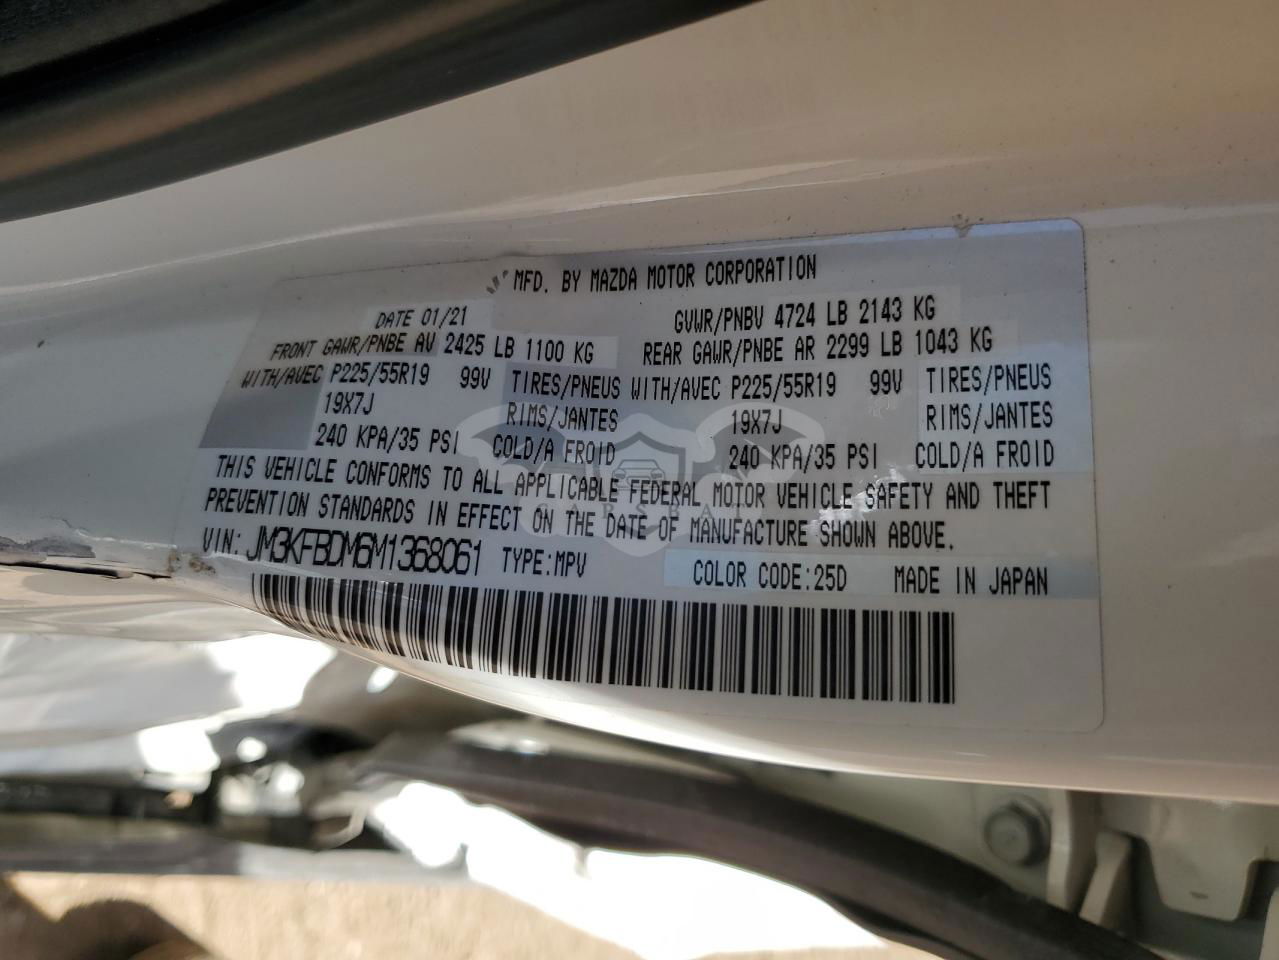 MFD. BY MAZDA MOTOR CORPORATION
DATE 01/21 GVWR/PNBV 4724 LB 2143 KG
FRONT GAWR/PNBE AV 2425 LB 1100 KG REAR GAWR/PNBE AR 2299 LB 1043 KG
WITH/AVEC P225/55R19 99V TIRES/PNEUS WITH/AVEC P225/55R19 99V TIRES/PNEUS
19X7J RIMS/JANTES 19X7J RIMS/JANTES
240 KPA/35 PSI COLD/A FROID 240 KPA/35 PSI COLD/A FROID
THIS VEHICLE CONFORMS TO ALL APPLICABLE FEDERAL MOTOR VEHICLE SAFETY AND THEFT
PREVENTION STANDARDS IN EFFECT ON THE DATE OF MANUFACTURE SHOWN ABOVE.
VIN: JM3KFBDM6M1368061 TYPE:MPV COLOR CODE:25D MADE IN JAPAN